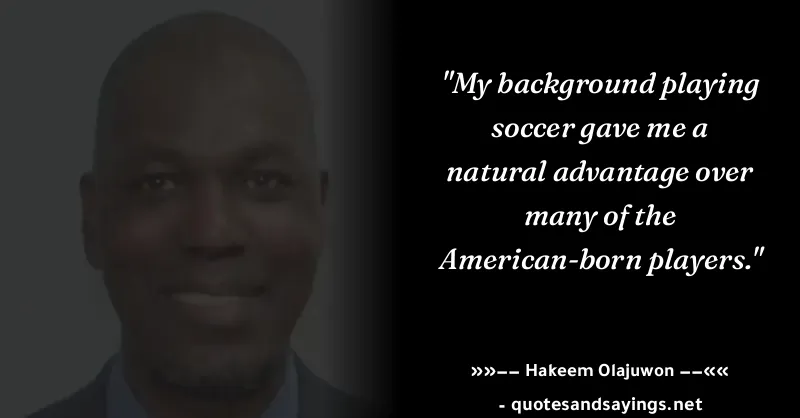 "My background playing
soccer gave me a
natural advantage over
many of the
American-born players."
»»–– Hakeem Olajuwon ––««
- quotesandsayings.net